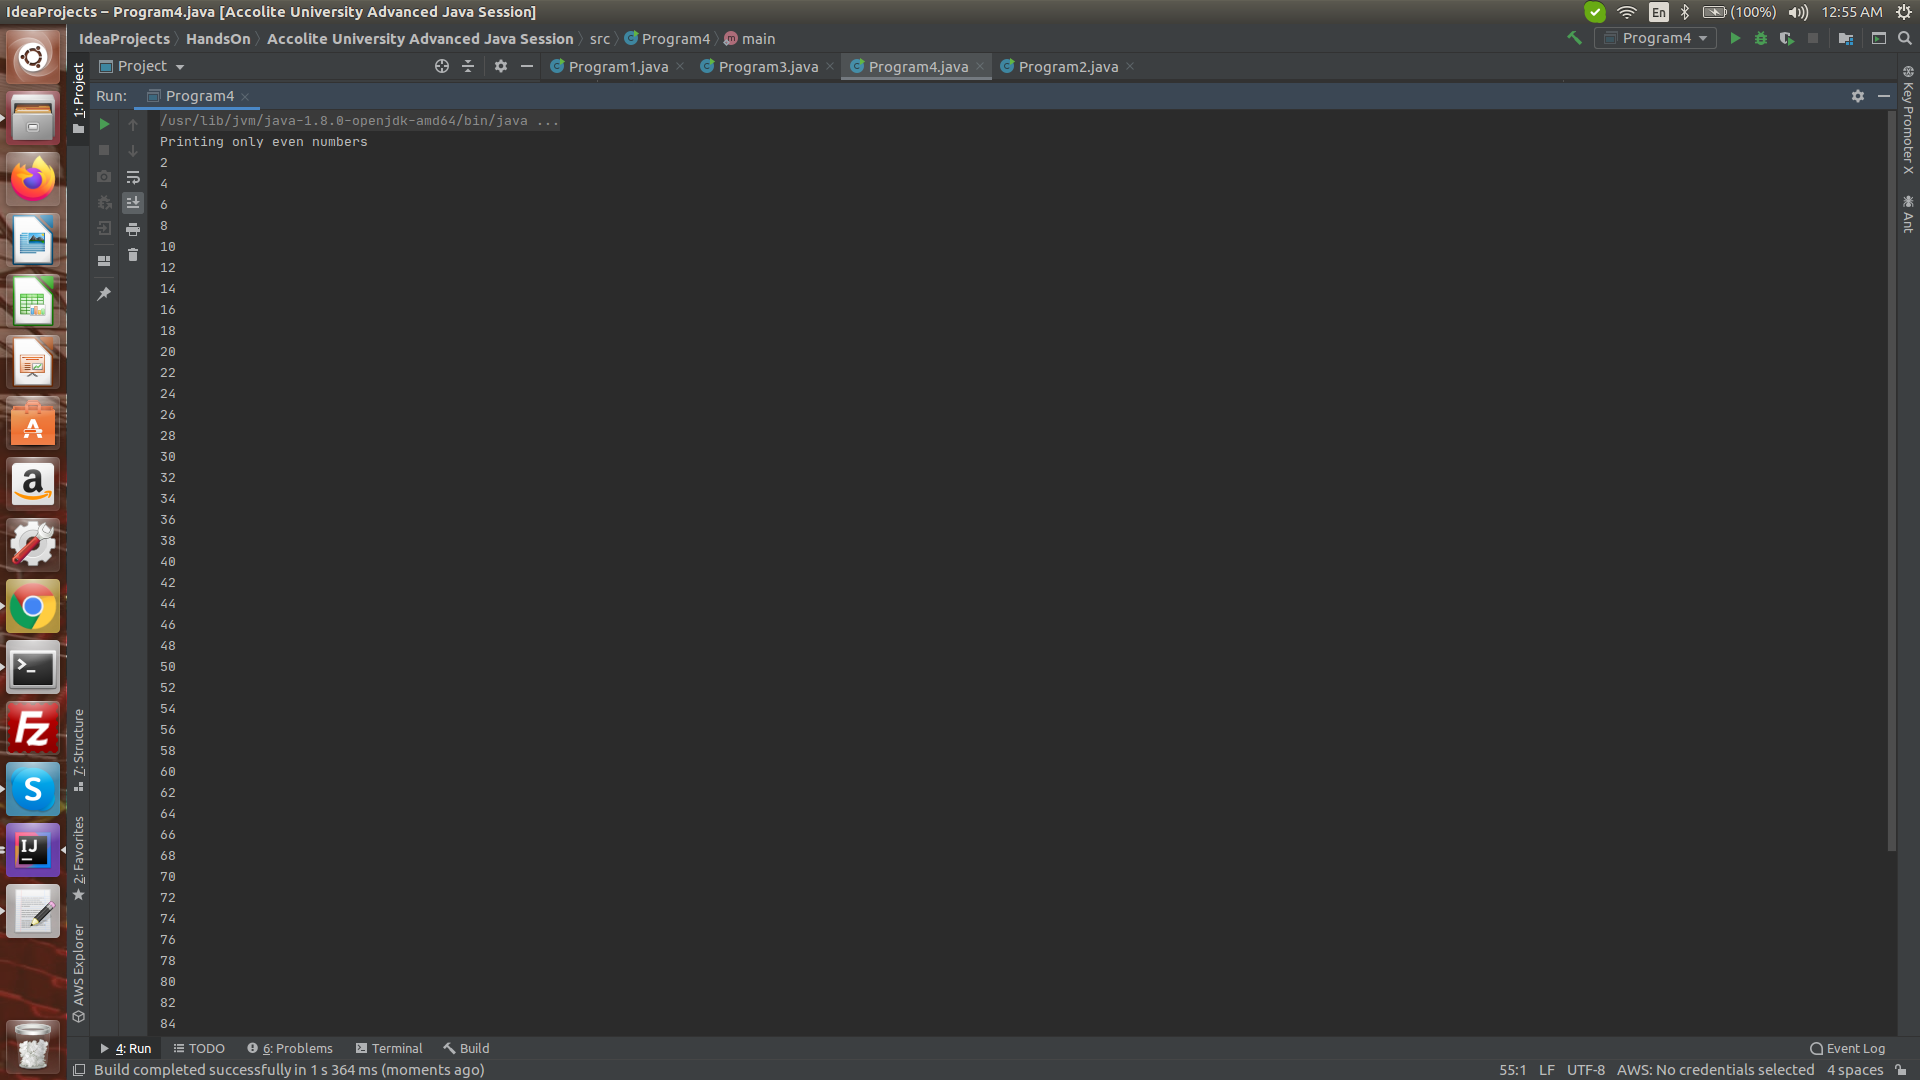 IdeaProjects – Program4.java [Accolite University Advanced Java Session]
En
(100%)
12:55 AM
IdeaProjects
HandsOn
Accolite University Advanced Java Session
src
Program4
main
Program4
1: Project
Project
Program1.java
Program3.java
Program4.java
Program2.java
Run:
Program4
/usr/lib/jvm/java-1.8.0-openjdk-amd64/bin/java ...
Printing only even numbers
2
4
6
8
10
12
14
16
18
20
22
24
26
28
30
32
34
36
38
40
42
44
46
48
50
52
54
56
58
60
62
64
66
68
70
72
74
76
78
80
82
84
Key Promoter X
Ant
7: Structure
2: Favorites
AWS Explorer
4: Run
TODO
6: Problems
Terminal
Build
Event Log
Build completed successfully in 1 s 364 ms (moments ago)
55:1
LF
UTF-8
AWS: No credentials selected
4 spaces